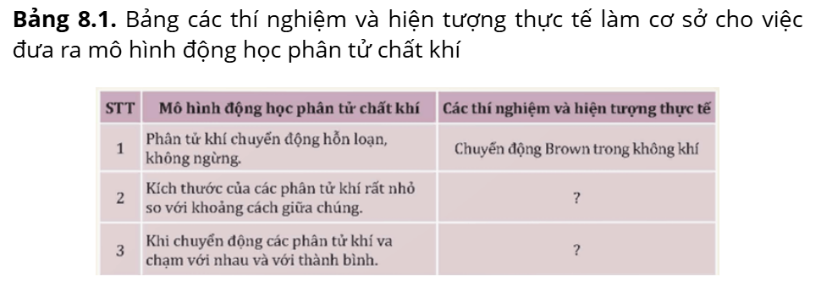 Bảng 8.1. Bảng các thí nghiệm và hiện tượng thực tế làm cơ sở cho việc
đưa ra mô hình động học phân tử chất khí
STT Mô hình động học phân tử chất khí Các thí nghiệm và hiện tượng thực tế
1 Phân tử khí chuyển động hỗn loạn, không ngừng. Chuyển động Brown trong không khí
2 Kích thước của các phân tử khí rất nhỏ so với khoảng cách giữa chúng. ?
3 Khi chuyển động các phân tử khí va chạm với nhau và với thành bình. ?